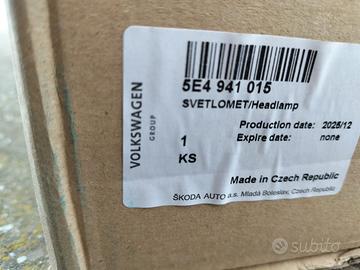 VOLKSWAGEN
GROUP
5E4 941 015
SVETLOMET/Headlamp
Production date: 2025/12
Expire date: none
1
KS
Made in Czech Republic
ŠKODA AUTO a.s. Mladá Boleslav, Czech Republic
subito